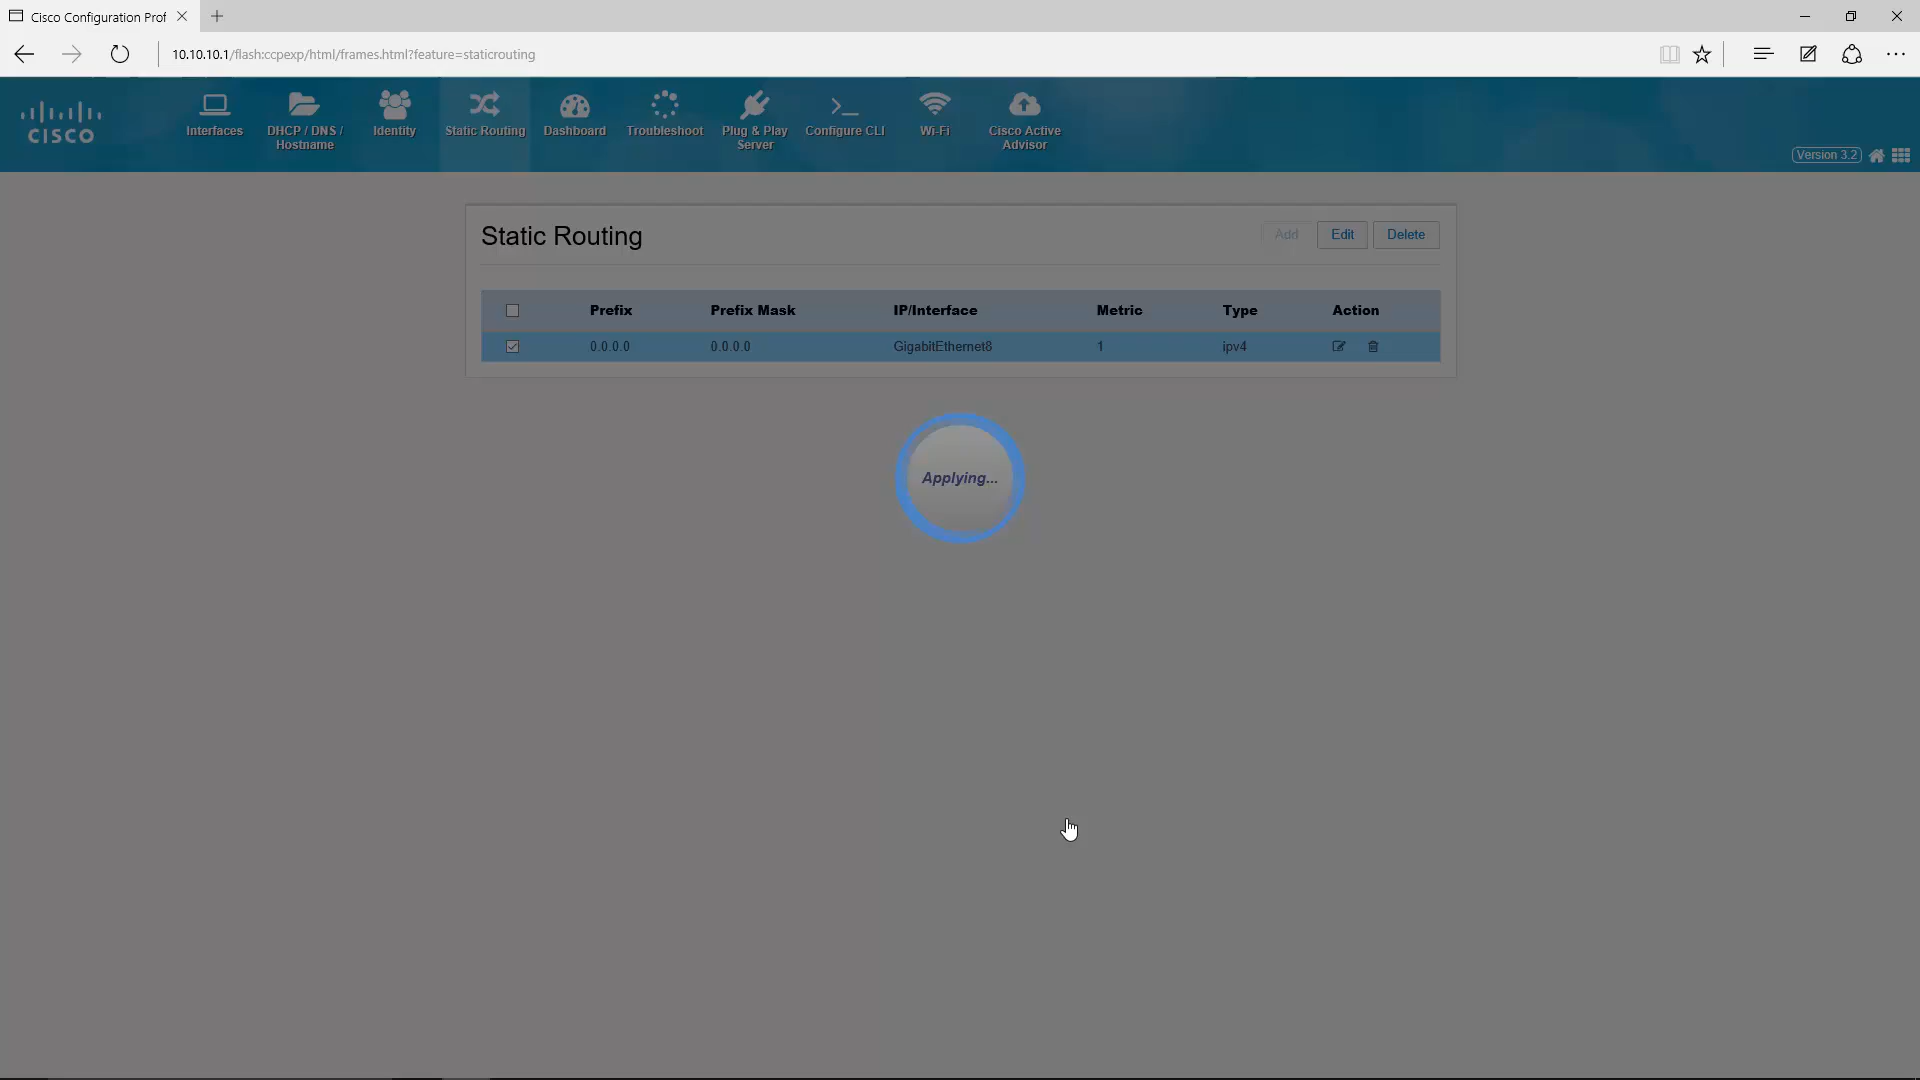 Cisco Configuration Prof
10.10.10.1/flash:ccpexp/html/frames.html?feature=staticrouting
CISCO
Interfaces
DHCP / DNS /
Hostname
Identity
Static Routing
Dashboard
Troubleshoot
Plug & Play
Server
Configure CLI
Wi-Fi
Cisco Active
Advisor
Version 3.2
Static Routing
Add Edit Delete
Prefix Prefix Mask IP/Interface Metric Type Action
0.0.0.0 0.0.0.0 GigabitEthernet8 1 ipv4
Applying...